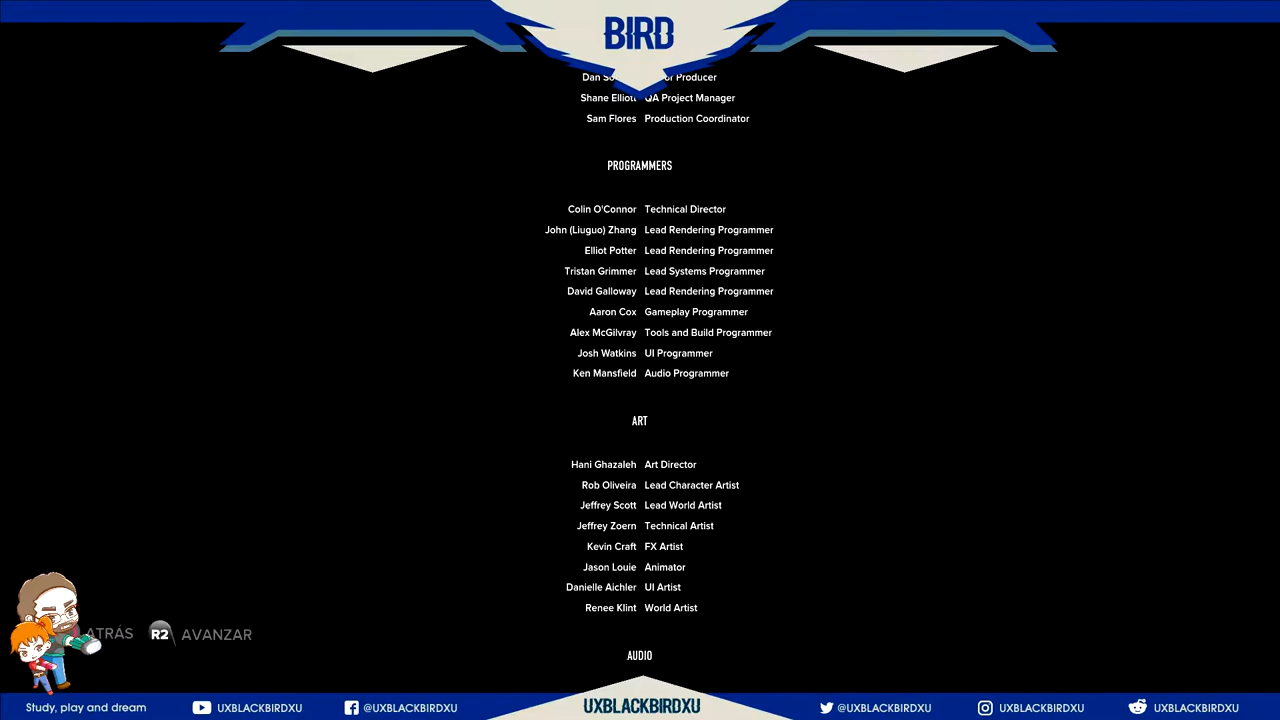 BIRD
Dan Producer
Shane Elliott QA Project Manager
Sam Flores Production Coordinator
PROGRAMMERS
Colin O'Connor Technical Director
John (Liuguo) Zhang Lead Rendering Programmer
Elliot Potter Lead Rendering Programmer
Tristan Grimmer Lead Systems Programmer
David Galloway Lead Rendering Programmer
Aaron Cox Gameplay Programmer
Alex McGilvray Tools and Build Programmer
Josh Watkins UI Programmer
Ken Mansfield Audio Programmer
ART
Hani Ghazaleh Art Director
Rob Oliveira Lead Character Artist
Jeffrey Scott Lead World Artist
Jeffrey Zoern Technical Artist
Kevin Craft FX Artist
Jason Louie Animator
Danielle Aichler UI Artist
Renee Klint World Artist
ATRÁS R2 AVANZAR
AUDIO
Study, play and dream UXBLACKBIRDXU @UXBLACKBIRDXU UXBLACKBIRDXU @UXBLACKBIRDXU UXBLACKBIRDXU UXBLACKBIRDXU